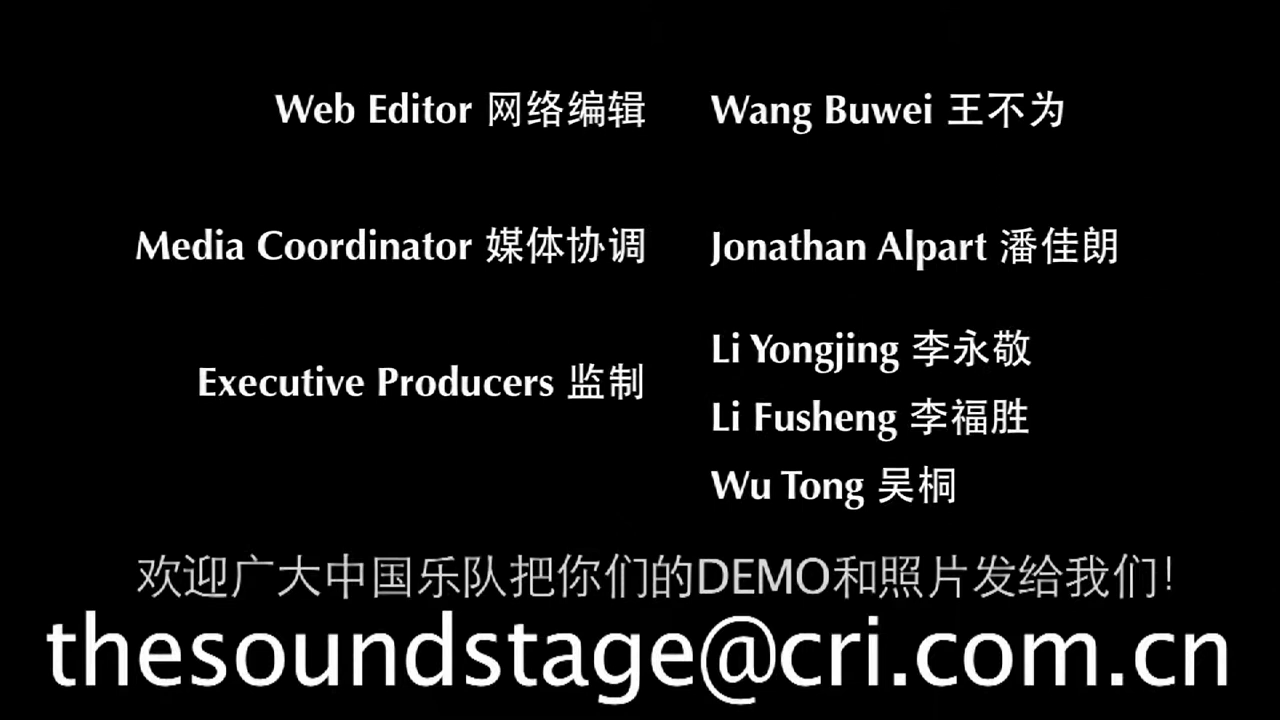 Web Editor 网络编辑 Wang Buwei 王不为
Media Coordinator 媒体协调 Jonathan Alpart 潘佳朗
Executive Producers 监制
Li Yongjing 李永敬
Li Fusheng 李福胜
Wu Tong 吴桐
欢迎广大中国乐队把你们的DEMO和照片发给我们！
thesoundstage@cri.com.cn